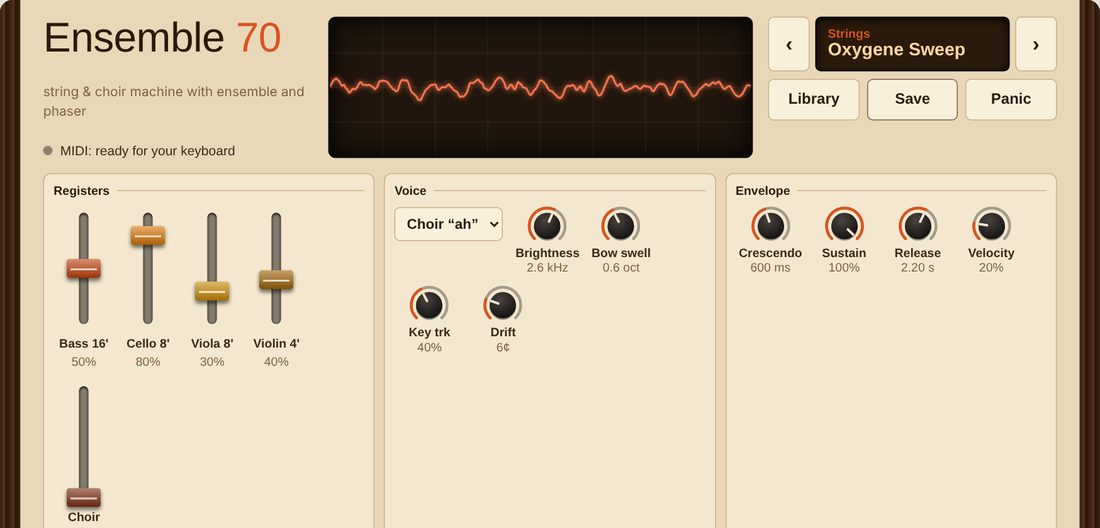 Ensemble 70
string & choir machine with ensemble and
phaser
MIDI: ready for your keyboard
‹
Strings
Oxygene Sweep
›
Library
Save
Panic
Registers
Bass 16'
Cello 8'
Viola 8'
Violin 4'
50%
80%
30%
40%
Choir
Voice
Choir “ah”
Brightness
2.6 kHz
Bow swell
0.6 oct
Key trk
40%
Drift
6¢
Envelope
Crescendo
600 ms
Sustain
100%
Release
2.20 s
Velocity
20%